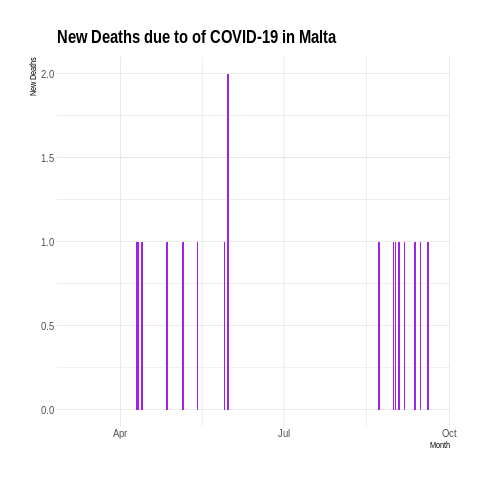 New Deaths due to of COVID-19 in Malta
New Deaths
2.0
1.5
1.0
0.5
0.0
Apr
Jul
Oct
Month